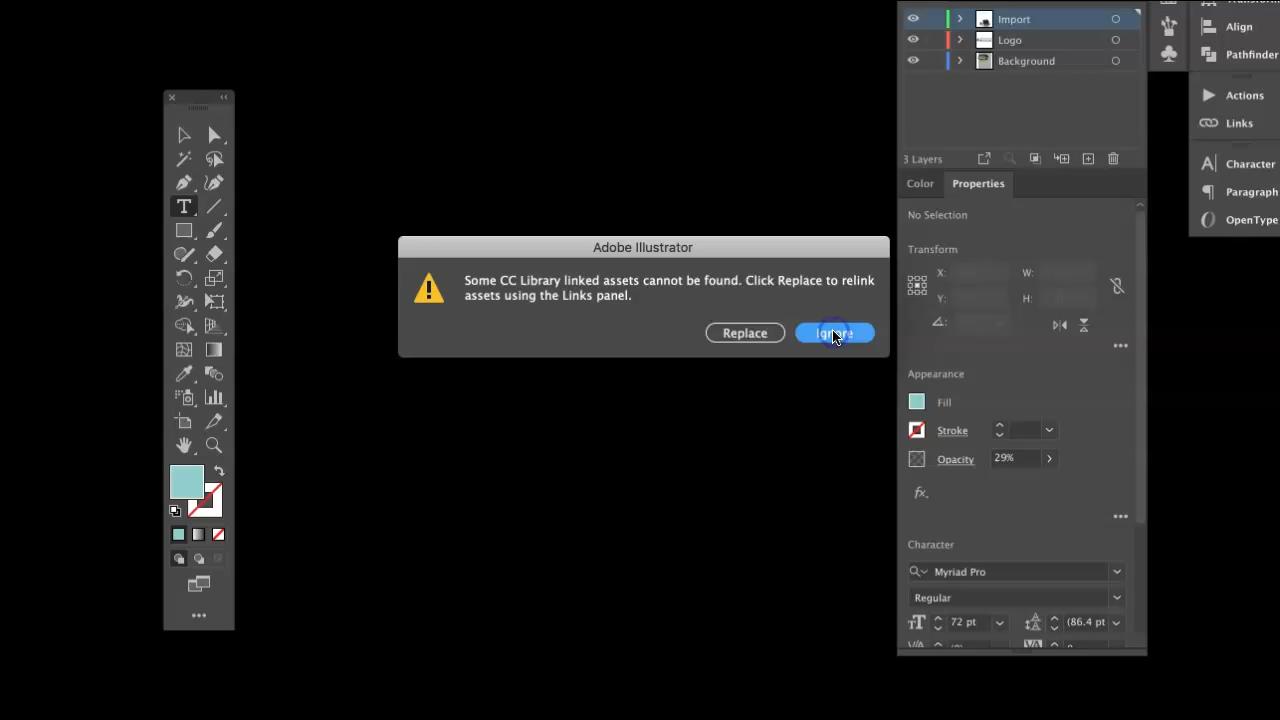 Import
Logo
Background
3 Layers
Align
Pathfinder
Actions
Links
Character
Paragraph
OpenType
Color
Properties
No Selection
Transform
X:
W:
Y:
H:
Appearance
Fill
Stroke
Opacity
29%
fx.
Character
Myriad Pro
Regular
72 pt
(86.4 pt
Adobe Illustrator
Some CC Library linked assets cannot be found. Click Replace to relink
assets using the Links panel.
Replace
Ignore